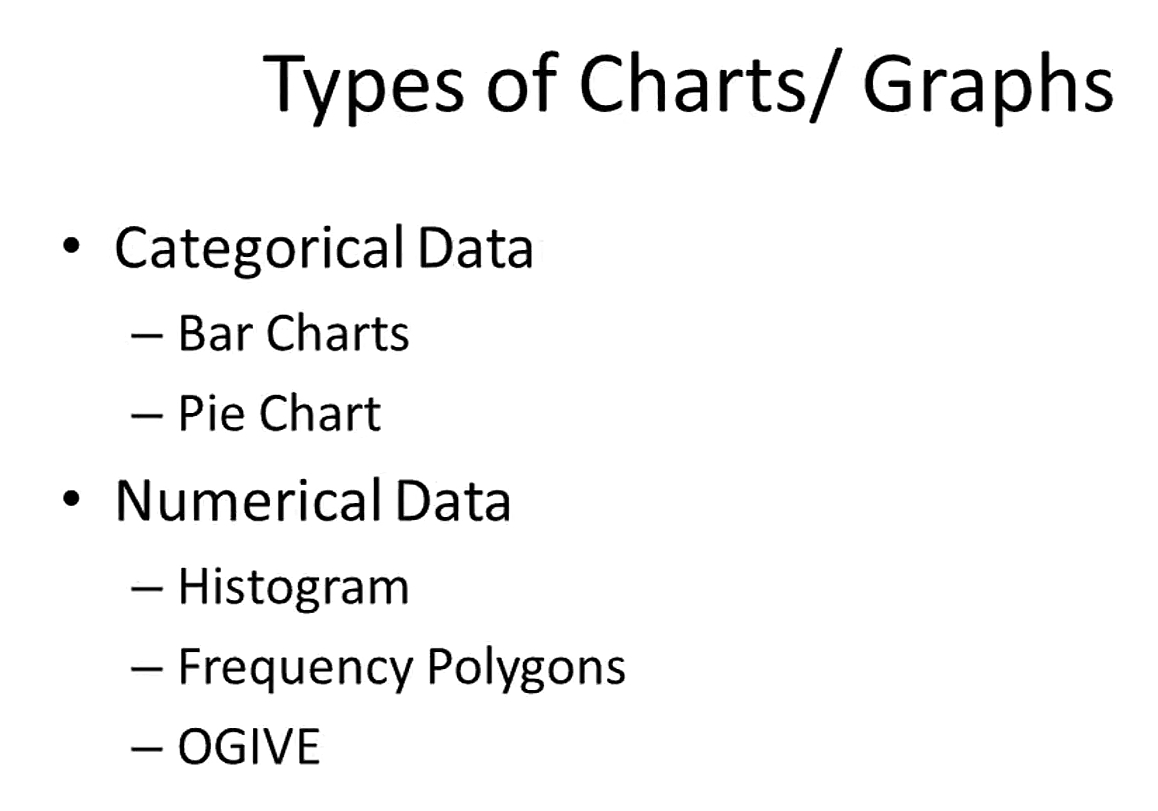 Types of Charts/ Graphs
• Categorical Data
– Bar Charts
– Pie Chart
• Numerical Data
– Histogram
– Frequency Polygons
– OGIVE